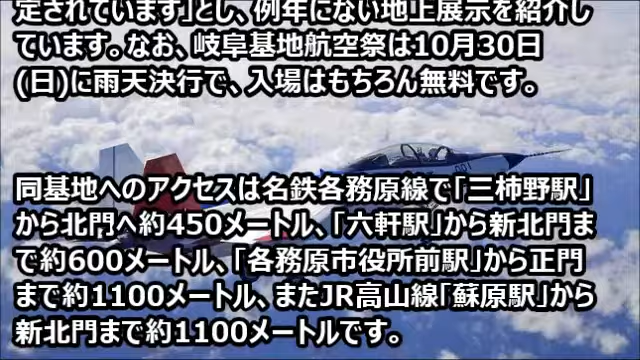 定されています」とし、例年にない地上展示を紹介し
ています。なお、岐阜基地航空祭は10月30日
(日)に雨天決行で、入場はもちろん無料です。
同基地へのアクセスは名鉄各務原線で「三柿野駅」
から北門へ約450メートル、「六軒駅」から新北門ま
で約600メートル、「各務原市役所前駅」から正門
まで約1100メートル、またJR高山線「蘇原駅」から
新北門まで約1100メートルです。